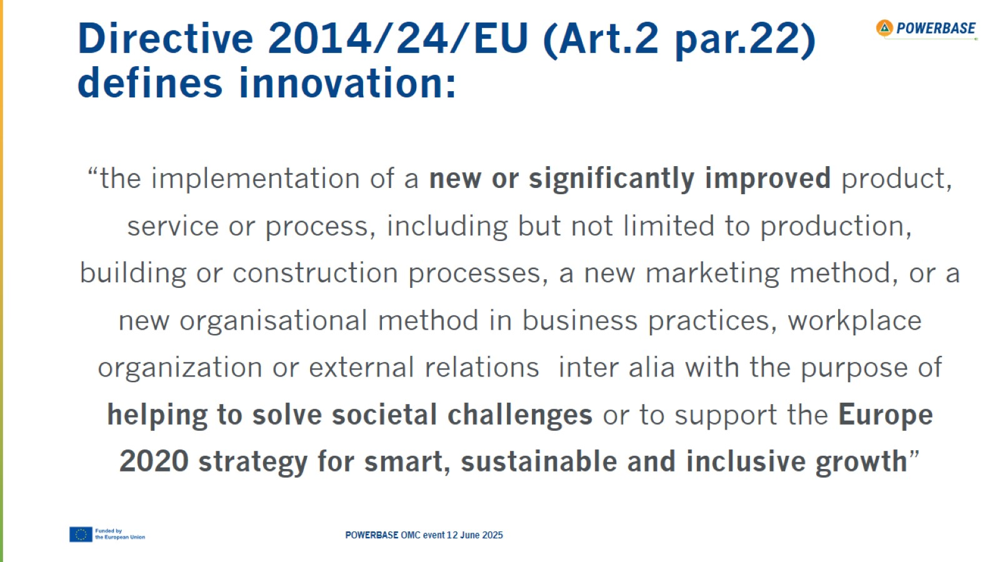 Directive 2014/24/EU (Art.2 par.22)
defines innovation:
POWERBASE
“the implementation of a new or significantly improved product,
service or process, including but not limited to production,
building or construction processes, a new marketing method, or a
new organisational method in business practices, workplace
organization or external relations  inter alia with the purpose of
helping to solve societal challenges or to support the Europe
2020 strategy for smart, sustainable and inclusive growth”
Funded by
the European Union
POWERBASE OMC event 12 June 2025